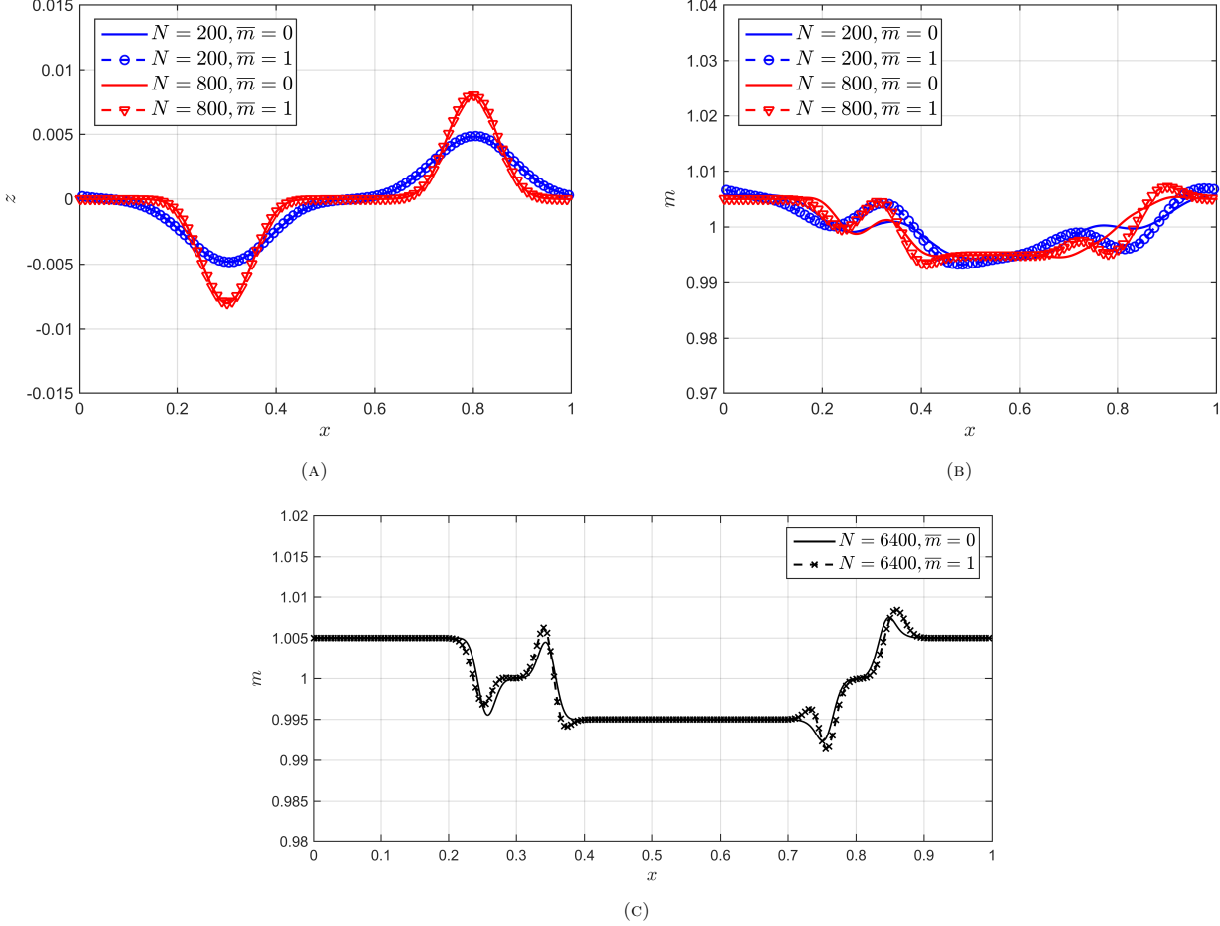 0.015
0.01
0.005
0
-0.005
-0.01
-0.015
z
0 0.2 0.4 0.6 0.8 1
x
N = 200, m̅ = 0
N = 200, m̅ = 1
N = 800, m̅ = 0
N = 800, m̅ = 1
(A)
1.04
1.03
1.02
1.01
1
0.99
0.98
0.97
m
0 0.2 0.4 0.6 0.8 1
x
N = 200, m̅ = 0
N = 200, m̅ = 1
N = 800, m̅ = 0
N = 800, m̅ = 1
(B)
1.02
1.015
1.01
1.005
1
0.995
0.99
0.985
0.98
m
0 0.1 0.2 0.3 0.4 0.5 0.6 0.7 0.8 0.9 1
x
N = 6400, m̅ = 0
N = 6400, m̅ = 1
(C)